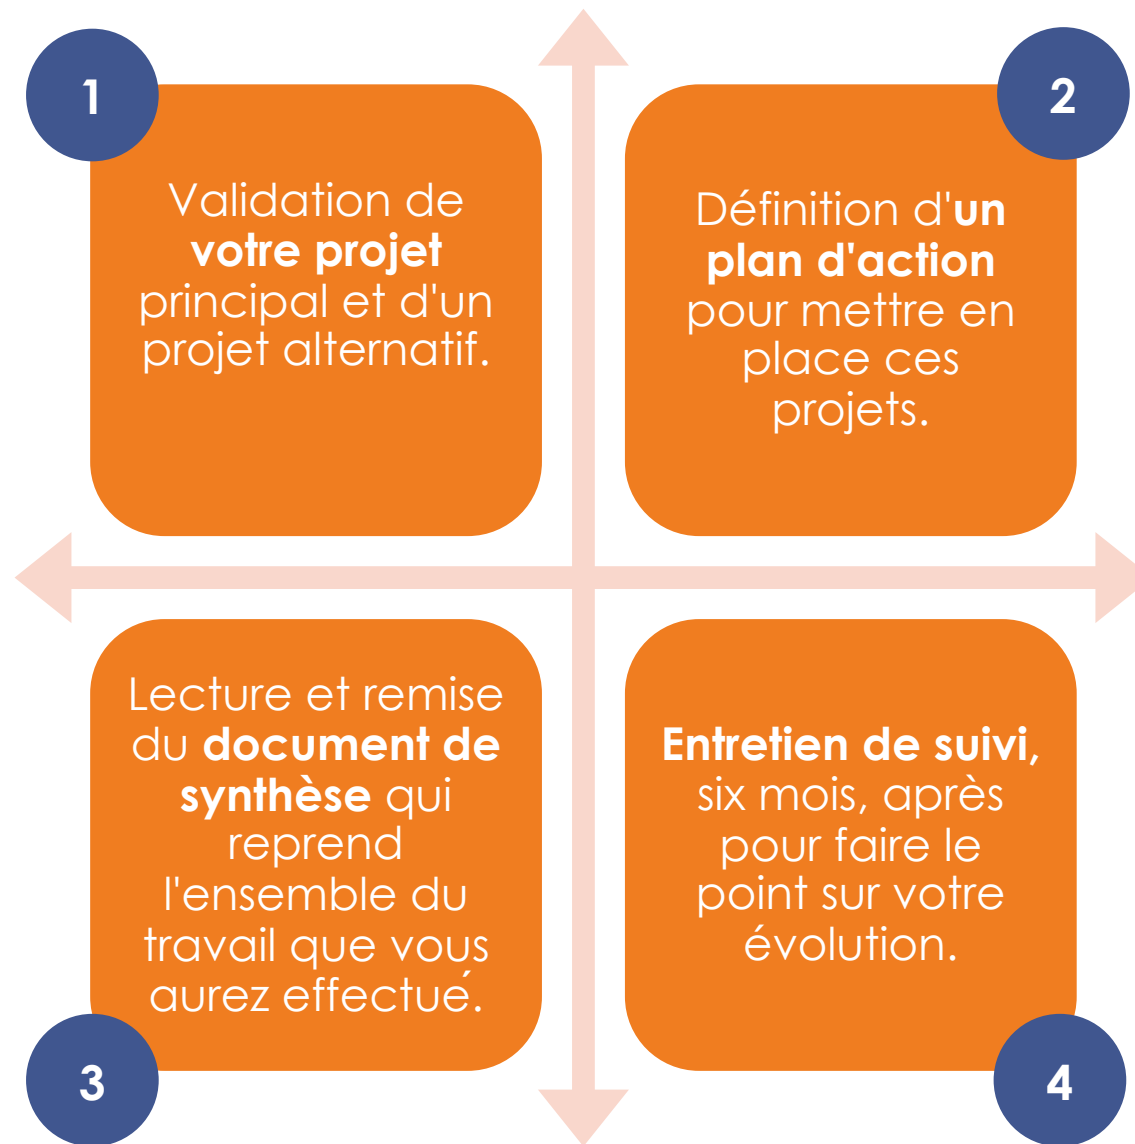 1
Validation de
votre projet
principal et d'un
projet alternatif.
2
Définition d'un
plan d'action
pour mettre en
place ces
projets.
3
Lecture et remise
du document de
synthèse qui
reprend
l'ensemble du
travail que vous
aurez effectué.
4
Entretien de suivi,
six mois, après
pour faire le
point sur votre
évolution.